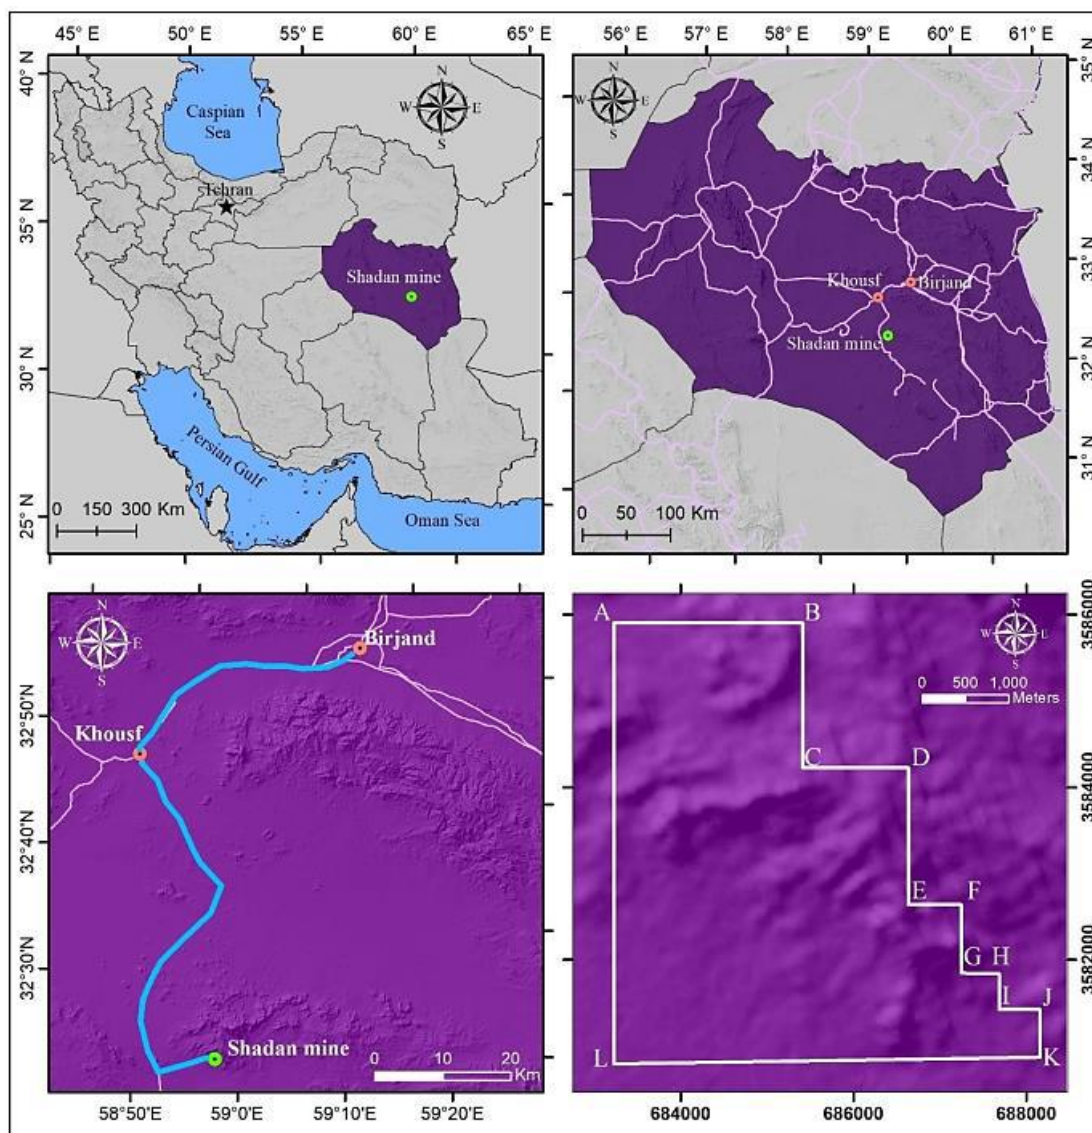 45° E 50° E 55° E 60° E 65° E
40° N
35° N
30° N
25° N
N
W E
S
Caspian
Sea
Tehran
Shadan mine
Persian Gulf
Oman Sea
0 150 300 Km
56° E 57° E 58° E 59° E 60° E 61° E
35° N
34° N
33° N
32° N
31° N
N
W E
S
Khousf
Birjand
Shadan mine
0 50 100 Km
N
W E
S
Birjand
Khousf
Shadan mine
0 10 20
Km
32°50'N
32°40'N
32°30'N
58°50'E 59°0'E 59°10'E 59°20'E
A B
N
W E
S
0 500 1,000
Meters
C D
E F
G H
I J
L K
3586000
3584000
3582000
684000 686000 688000